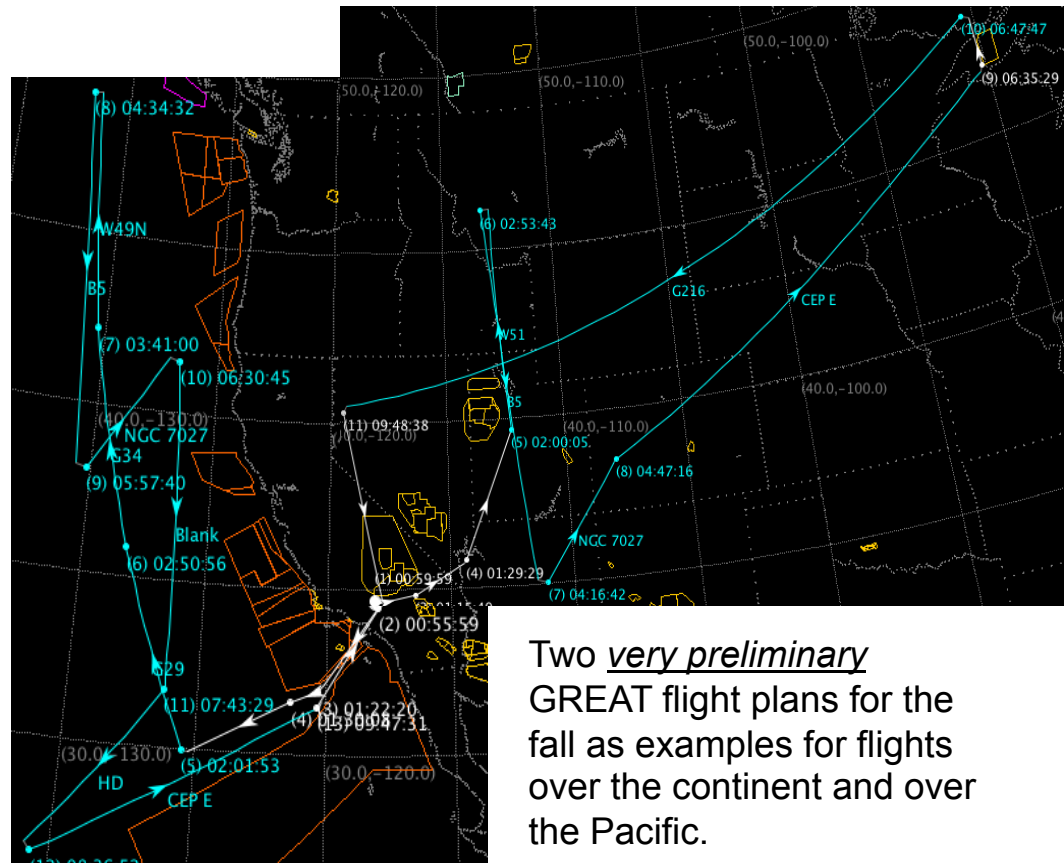 (10) 06:47:47
(50.0,-100.0)
(9) 06:35:29
(50.0,-110.0)
(50.0,-120.0)
(8) 04:34:32
(6) 02:53:43
W49N
B5
G216
CEP E
W51
(7) 03:41:00
(10) 06:30:45
B5
(40.0,-100.0)
(40.0,-130.0)
(11) 09:48:38
(40.0,-110.0)
NGC 7027
(5) 02:00:05
G34
(9) 05:57:40
(8) 04:47:16
Blank
NGC 7027
(6) 02:50:56
(4) 01:29:29
(1) 00:59:59
(7) 04:16:42
(2) 00:55:59
G29
(11) 07:43:29
(3) 01:22:20
(13) 09:47:31
(30.0,-130.0)
(5) 02:01:53
(30.0,-120.0)
HD
CEP E
Two very preliminary
GREAT flight plans for the
fall as examples for flights
over the continent and over
the Pacific.